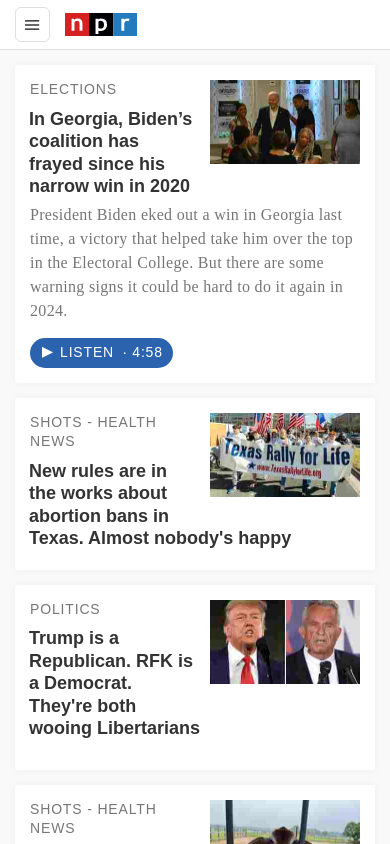 npr
ELECTIONS
In Georgia, Biden’s
coalition has
frayed since his
narrow win in 2020
President Biden eked out a win in Georgia last
time, a victory that helped take him over the top
in the Electoral College. But there are some
warning signs it could be hard to do it again in
2024.
LISTEN · 4:58
SHOTS - HEALTH
NEWS
Texas Rally for Life
www.TexasRallyforLife.org
New rules are in
the works about
abortion bans in
Texas. Almost nobody's happy
POLITICS
Trump is a
Republican. RFK is
a Democrat.
They're both
wooing Libertarians
SHOTS - HEALTH
NEWS